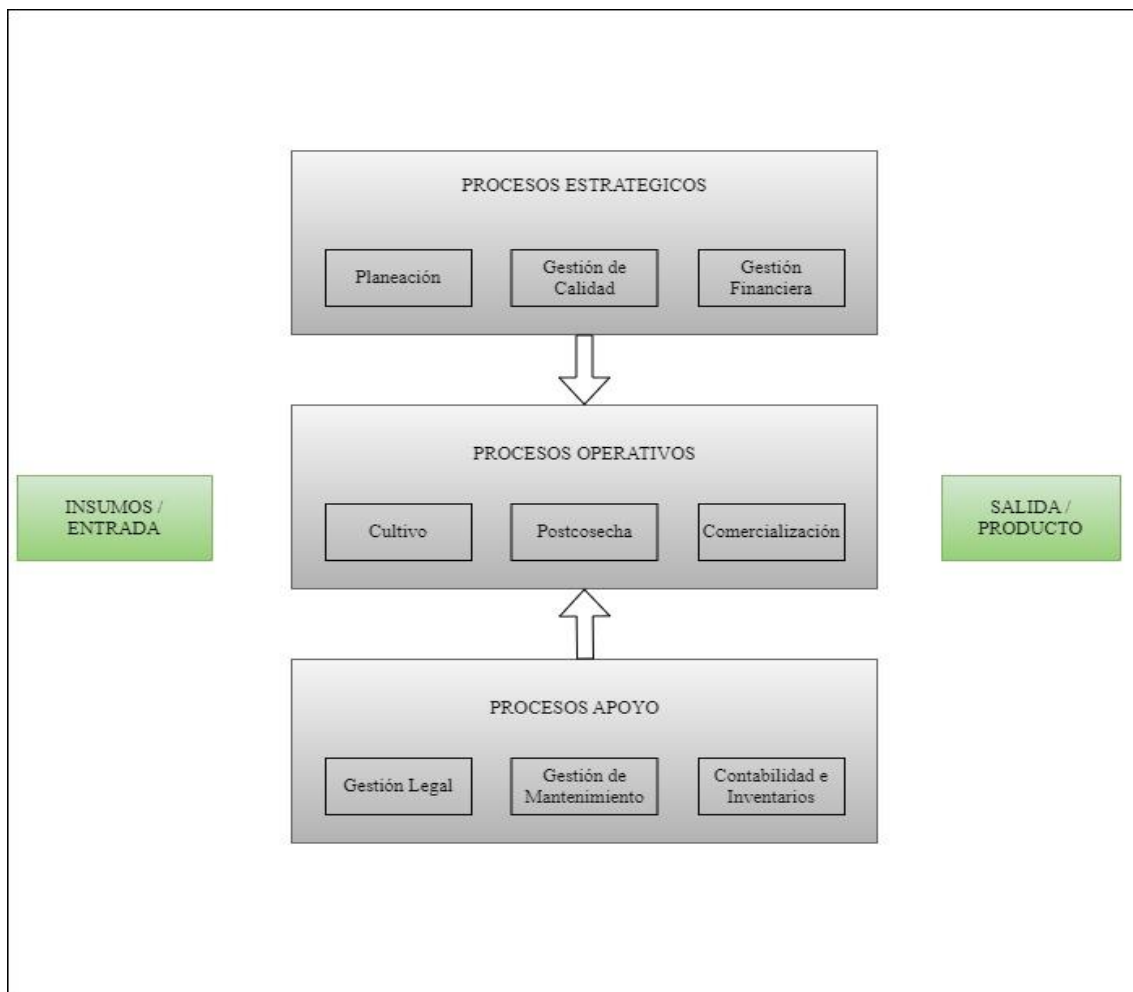 PROCESOS ESTRATEGICOS
Planeación
Gestión de
Calidad
Gestión
Financiera
PROCESOS OPERATIVOS
INSUMOS /
ENTRADA
Cultivo
Postcosecha
Comercialización
SALIDA /
PRODUCTO
PROCESOS APOYO
Gestión Legal
Gestión de
Mantenimiento
Contabilidad e
Inventarios